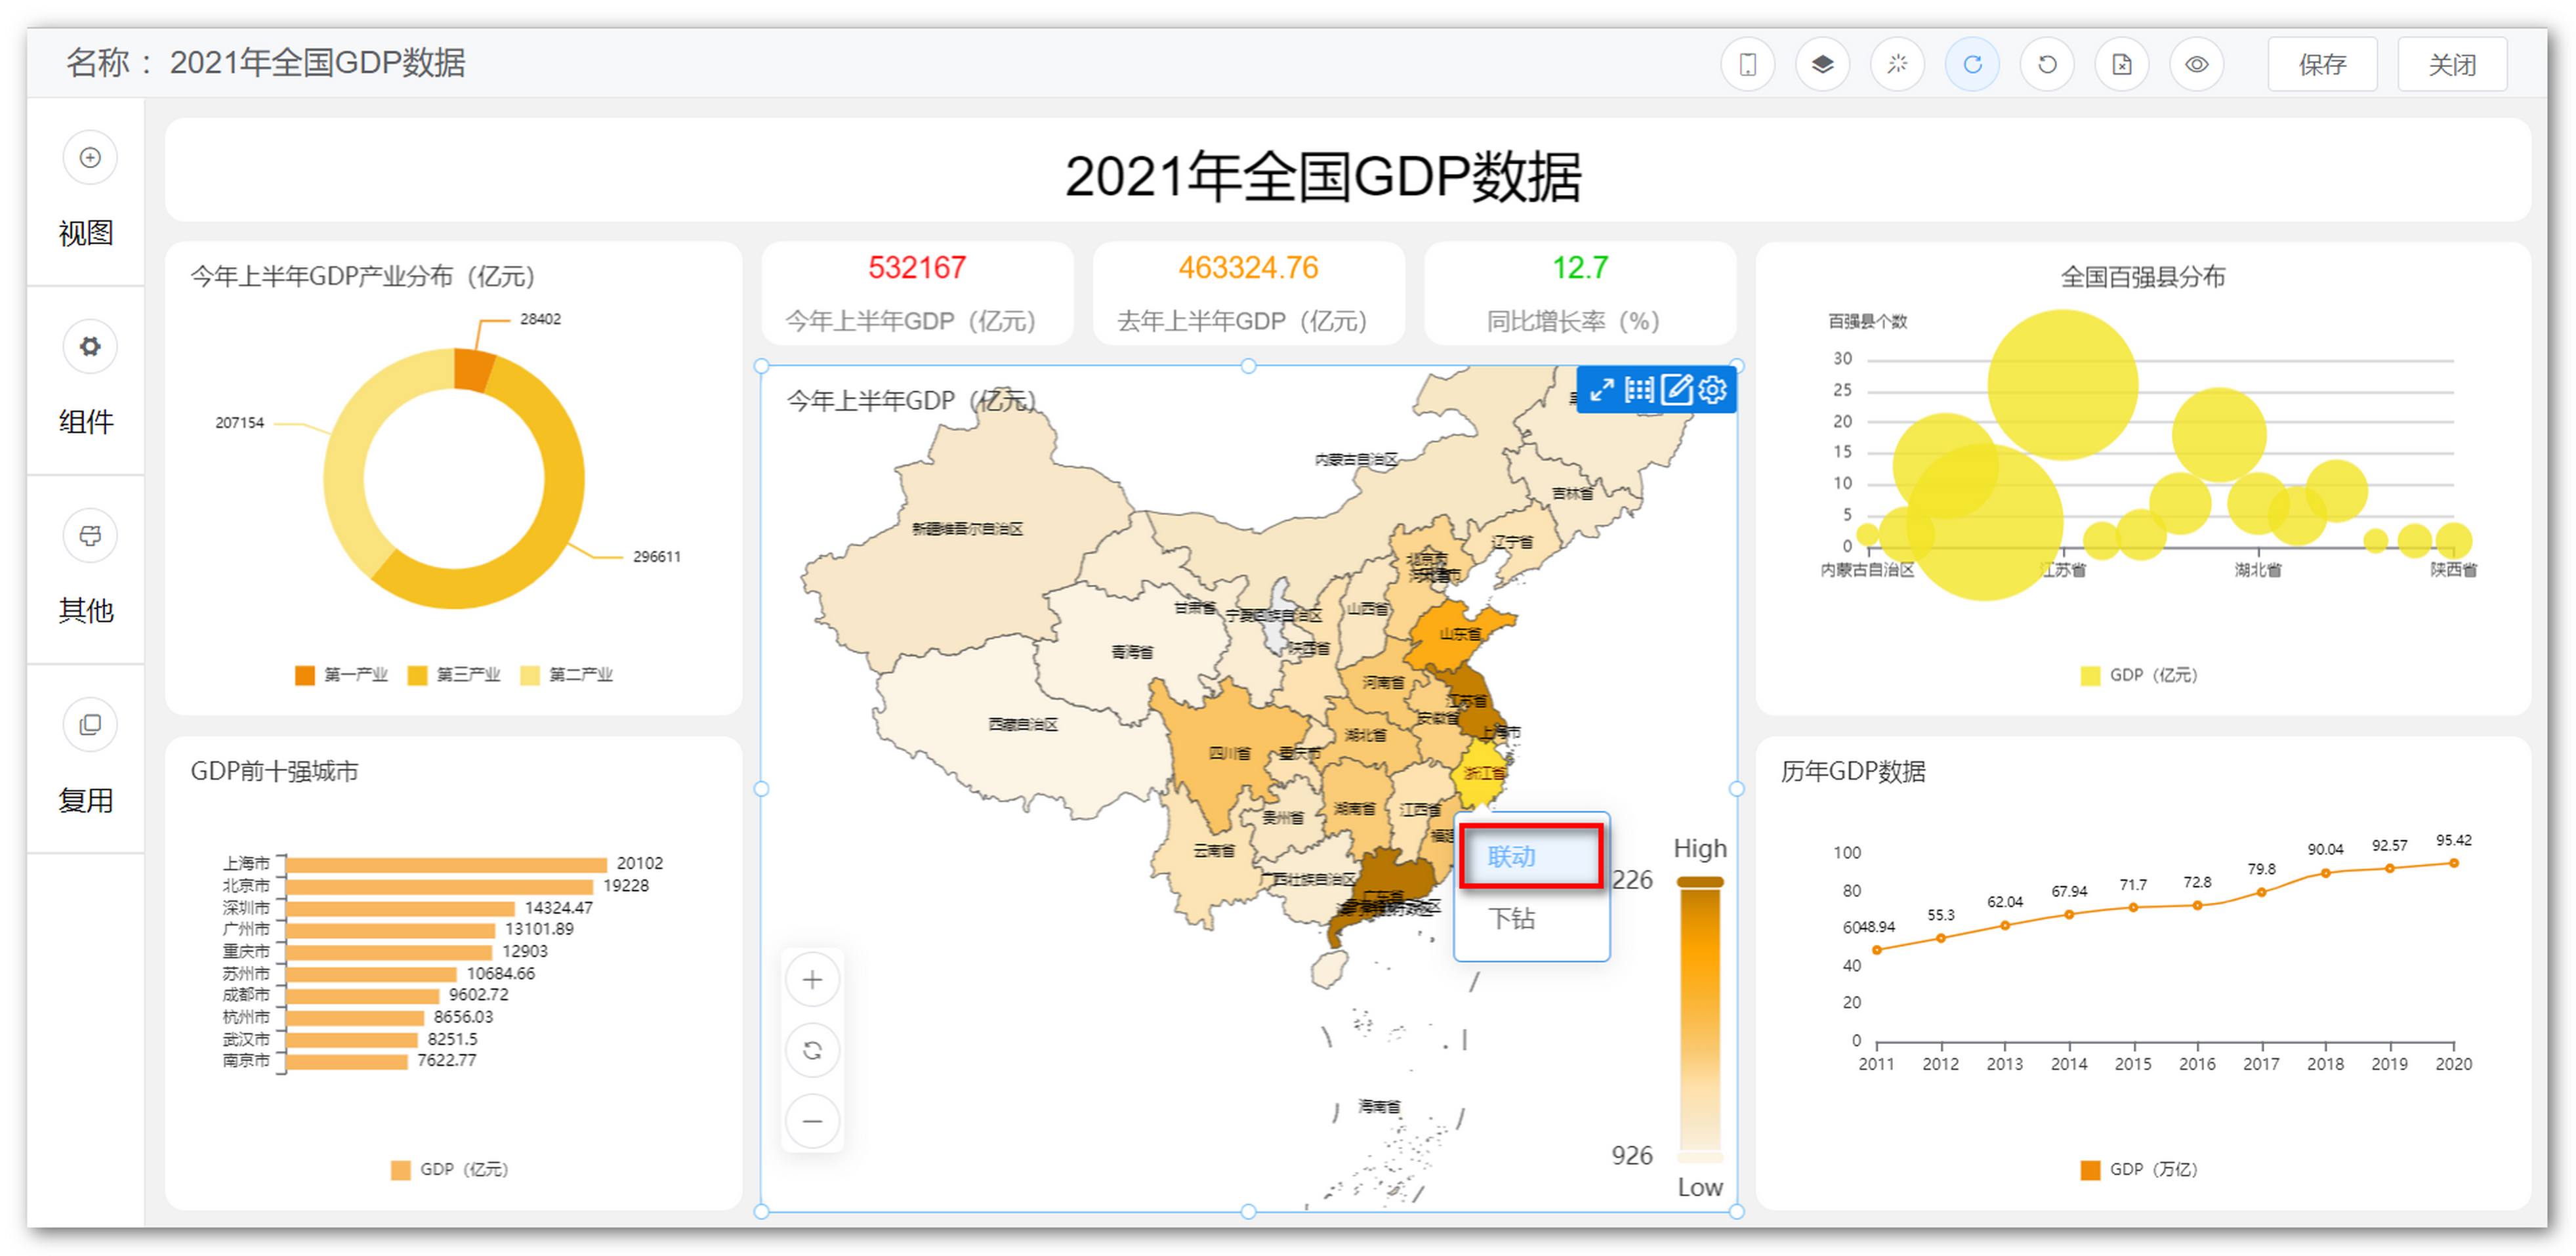 名称： 2021年全国GDP数据
保存
关闭
视图
组件
其他
复用
2021年全国GDP数据
今年上半年GDP产业分布（亿元）
28402
207154
296611
第一产业 第三产业 第二产业
532167
今年上半年GDP（亿元）
463324.76
去年上半年GDP（亿元）
12.7
同比增长率（%）
今年上半年GDP（亿元）
内蒙古自治区
吉林省
新疆维吾尔自治区
辽宁省
北京市
甘肃省
宁夏回族自治区
山西省
陕西省
山东省
青海省
河南省
江苏省
西藏自治区
安徽省
上海市
湖北省
四川省
重庆市
浙江省
湖南省
江西省
贵州省
福建
云南省
广西壮族自治区
广东省
海南省
联动
下钻
High
226
926
Low
全国百强县分布
百强县个数
30
25
20
15
10
5
0
内蒙古自治区
江苏省
湖北省
陕西省
GDP（亿元）
GDP前十强城市
上海市 20102
北京市 19228
深圳市 14324.47
广州市 13101.89
重庆市 12903
苏州市 10684.66
成都市 9602.72
杭州市 8656.03
武汉市 8251.5
南京市 7622.77
GDP（亿元）
历年GDP数据
100
80
60
40
20
0
48.94
55.3
62.04
67.94
71.7
72.8
79.8
90.04
92.57
95.42
2011 2012 2013 2014 2015 2016 2017 2018 2019 2020
GDP（万亿）